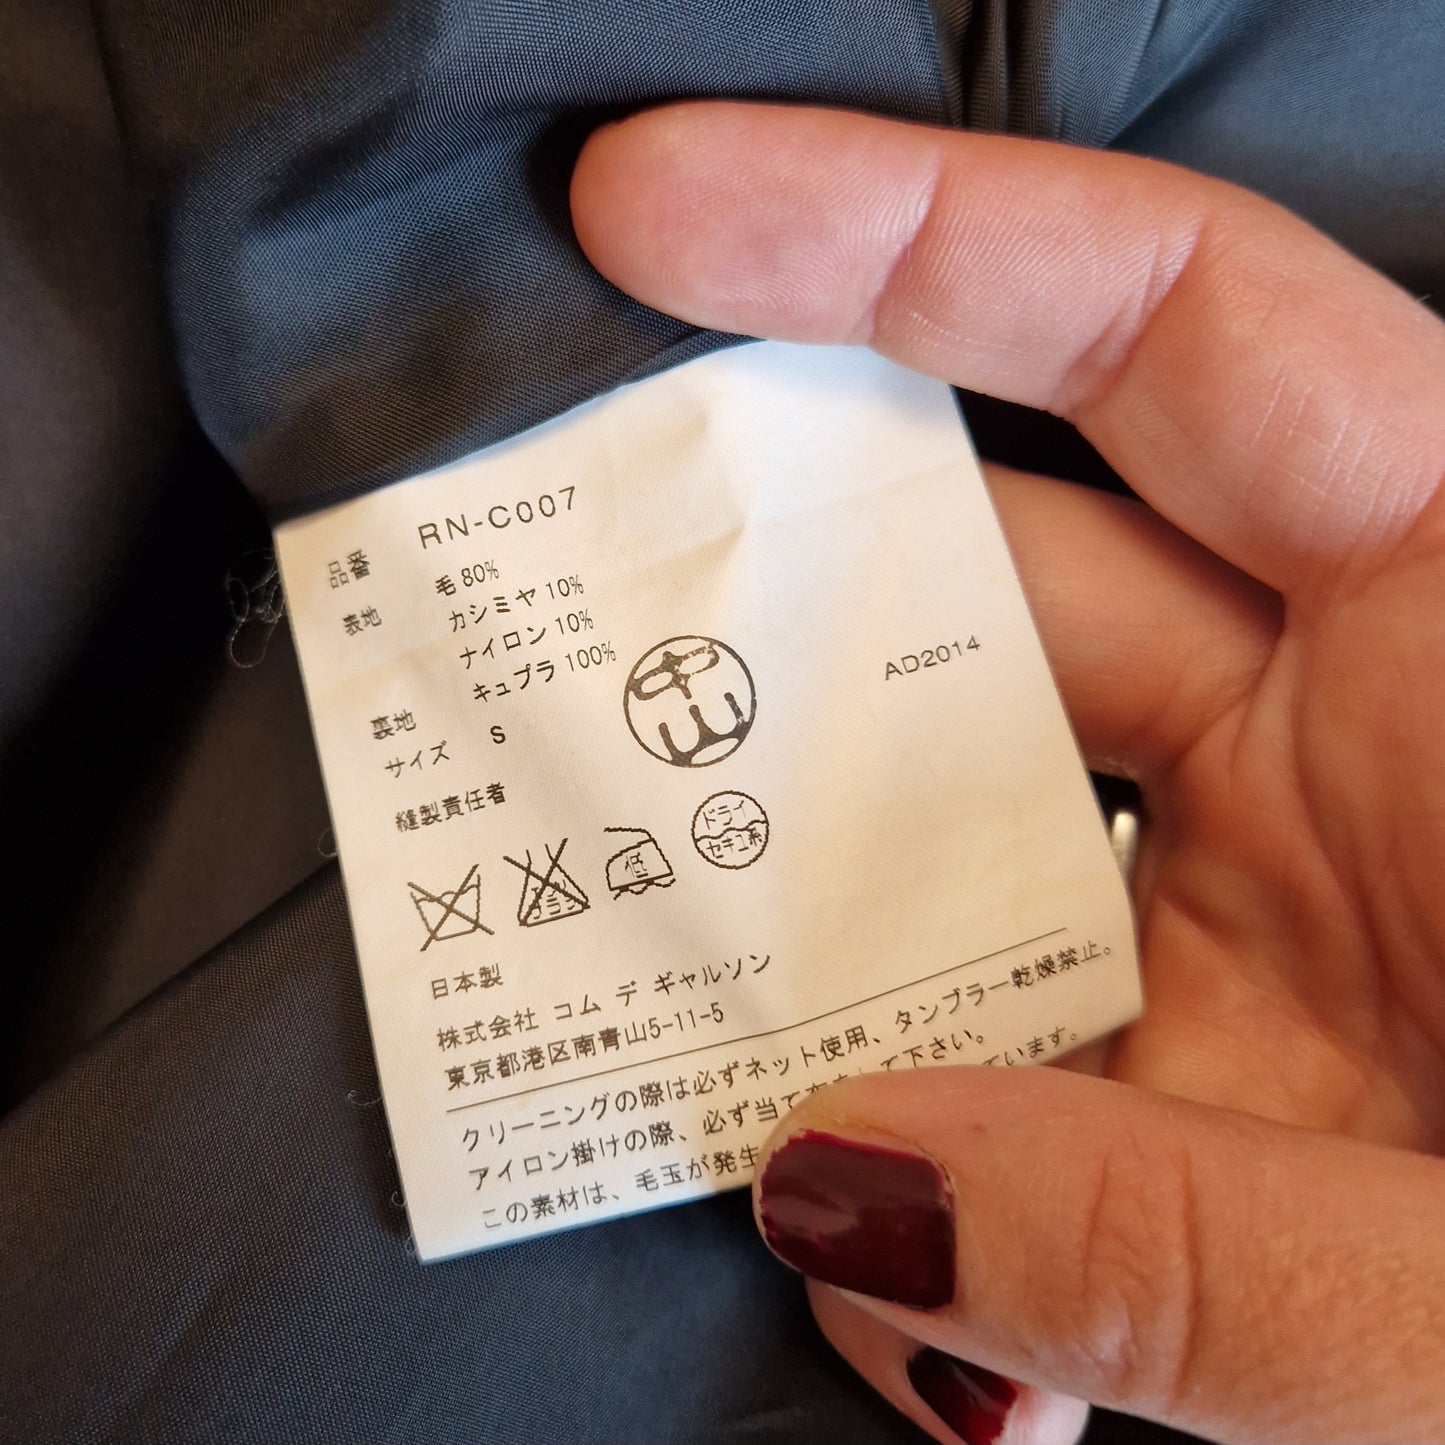 品番 RN-C007
表地 毛 80%
カシミヤ 10%
ナイロン 10%
裏地 キュプラ 100%
サイズ S
縫製責任者
AD2014
低
ドライ
セキユ系
日本製
株式会社 コム デ ギャルソン
東京都港区南青山5-11-5
クリーニングの際は必ずネット使用、タンブラー乾燥禁止。
アイロン掛けの際、必ず当て して下さい。
この素材は、毛玉が発生 ています。